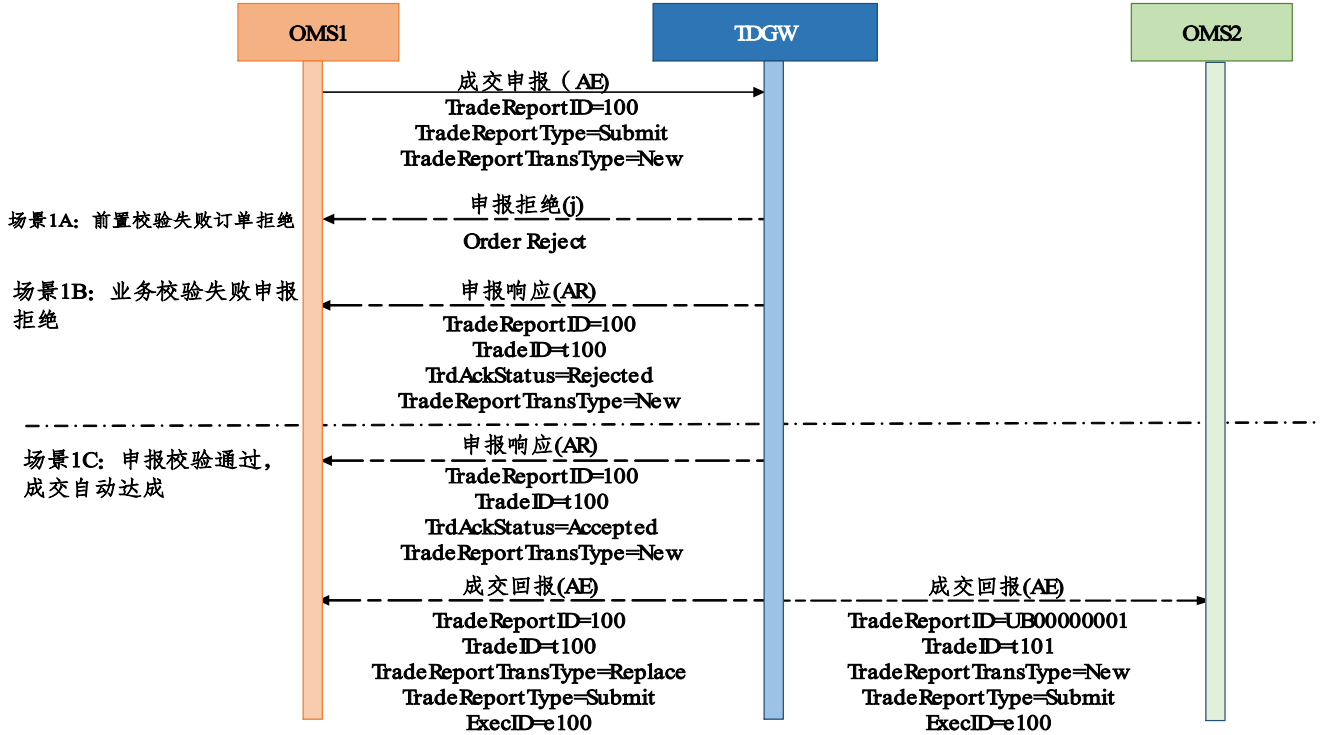 OMS1
TDGW
OMS2
成交申报（AE)
TradeReportID=100
TradeReportType=Submit
TradeReportTransType=New
场景1A：前置校验失败订单拒绝
申报拒绝(j)
Order Reject
场景1B：业务校验失败申报
拒绝
申报响应(AR)
TradeReportID=100
TradeID=t100
TrdAckStatus=Rejected
TradeReportTransType=New
场景1C：申报校验通过，
成交自动达成
申报响应(AR)
TradeReportID=100
TradeID=t100
TrdAckStatus=Accepted
TradeReportTransType=New
成交回报(AE)
TradeReportID=100
TradeID=t100
TradeReportTransType=Replace
TradeReportType=Submit
ExecID=e100
成交回报(AE)
TradeReportID=UB00000001
TradeID=t101
TradeReportTransType=New
TradeReportType=Submit
ExecID=e100